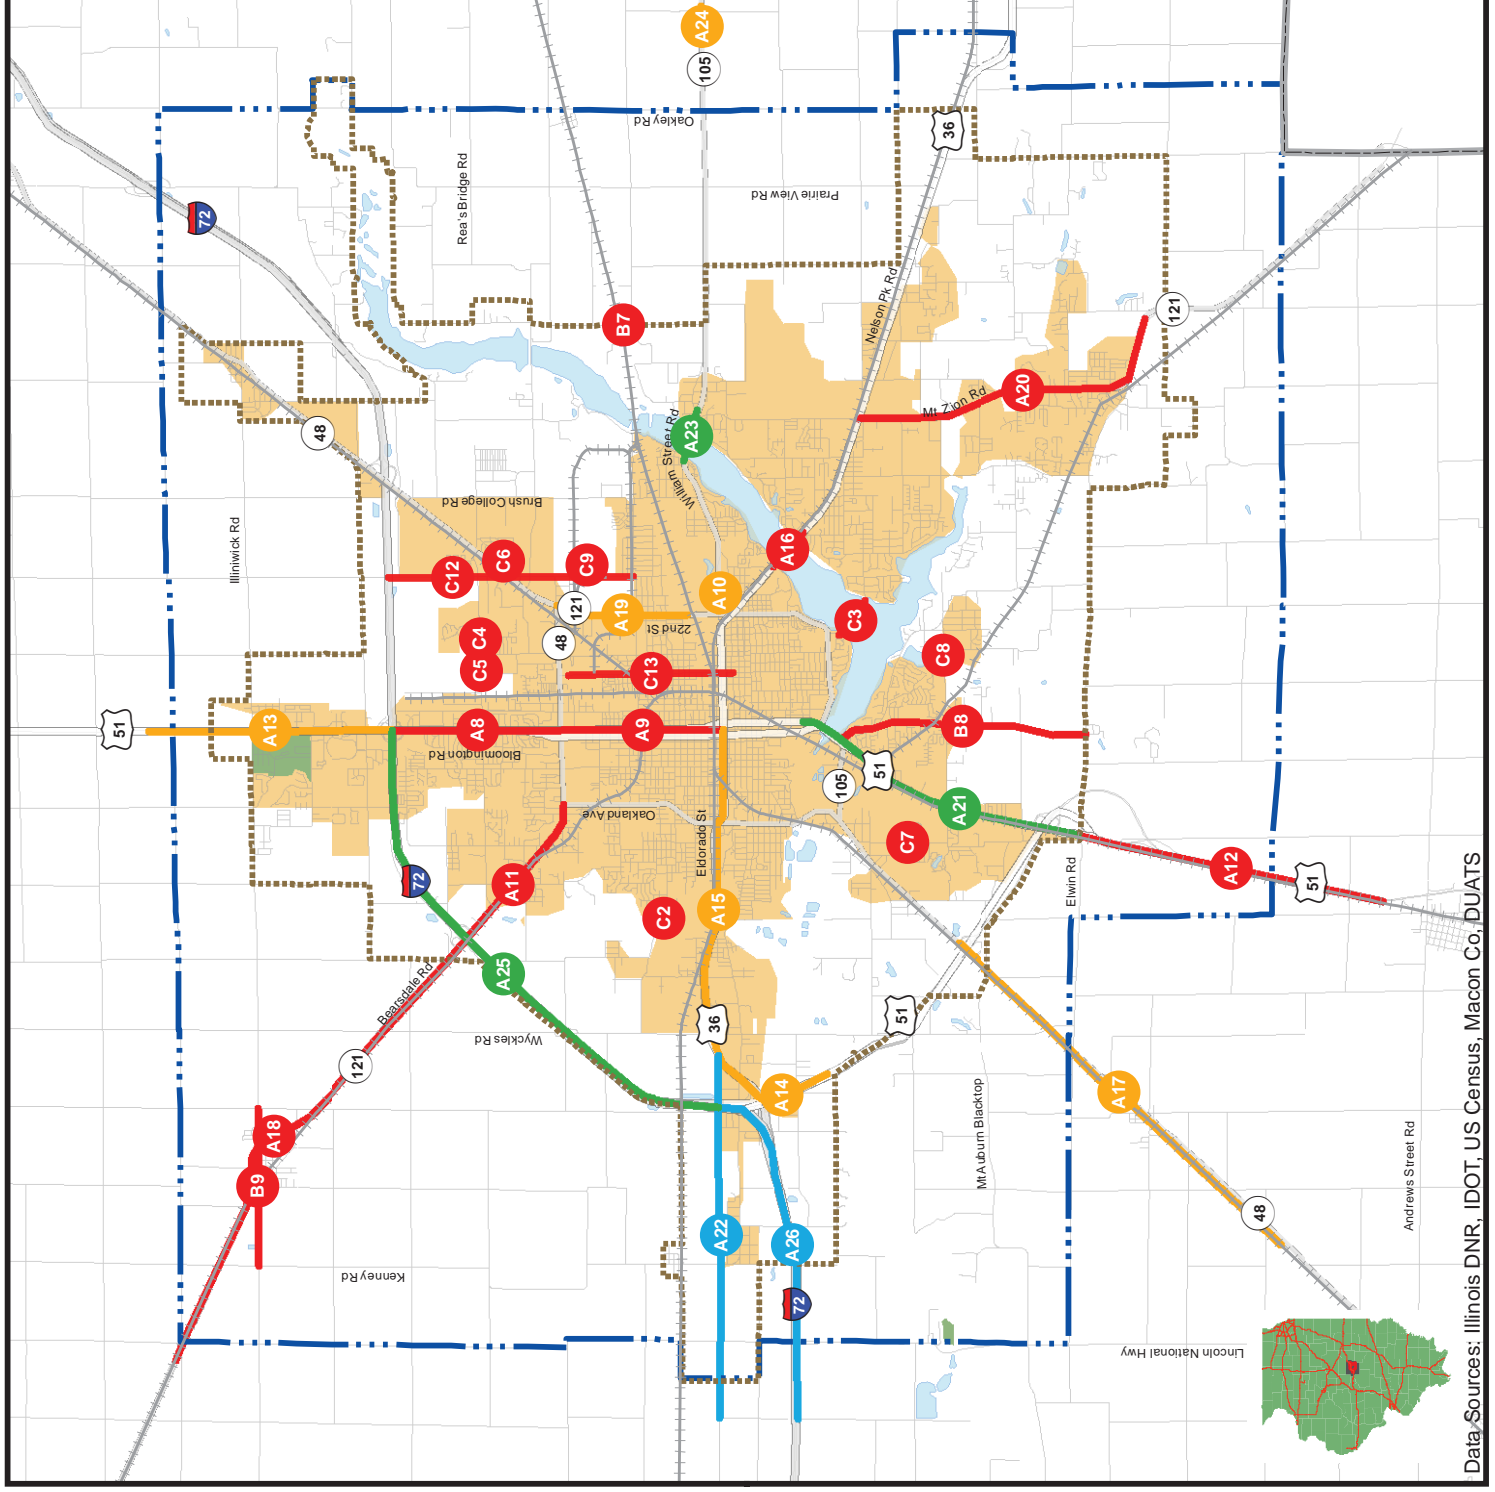 A24
105
Oakley Rd
36
Rea's Bridge Rd
Prairie View Rd
72
B7
Nelson Pk Rd
121
48
A20
Mt Zion Rd
William Street Rd
A23
Brush College Rd
Illiniwick Rd
C12
C6
C9
A16
121
A19
A10
22nd St
C3
48
C4
C5
C13
C8
51
A13
A8
A9
B8
Bloomington Rd
51
105
Oakland Ave
Eldorado St
A21
C7
72
A11
C2
A15
Elwin Rd
A12
51
A25
Bearsdale Rd
Wyckles Rd
36
51
121
A14
A17
A18
B9
Mt Auburn Blacktop
Andrews Street Rd
A22
A26
48
Kenney Rd
72
Lincoln National Hwy
Data Sources: Illinois DNR, IDOT, US Census, Macon Co, DUATS